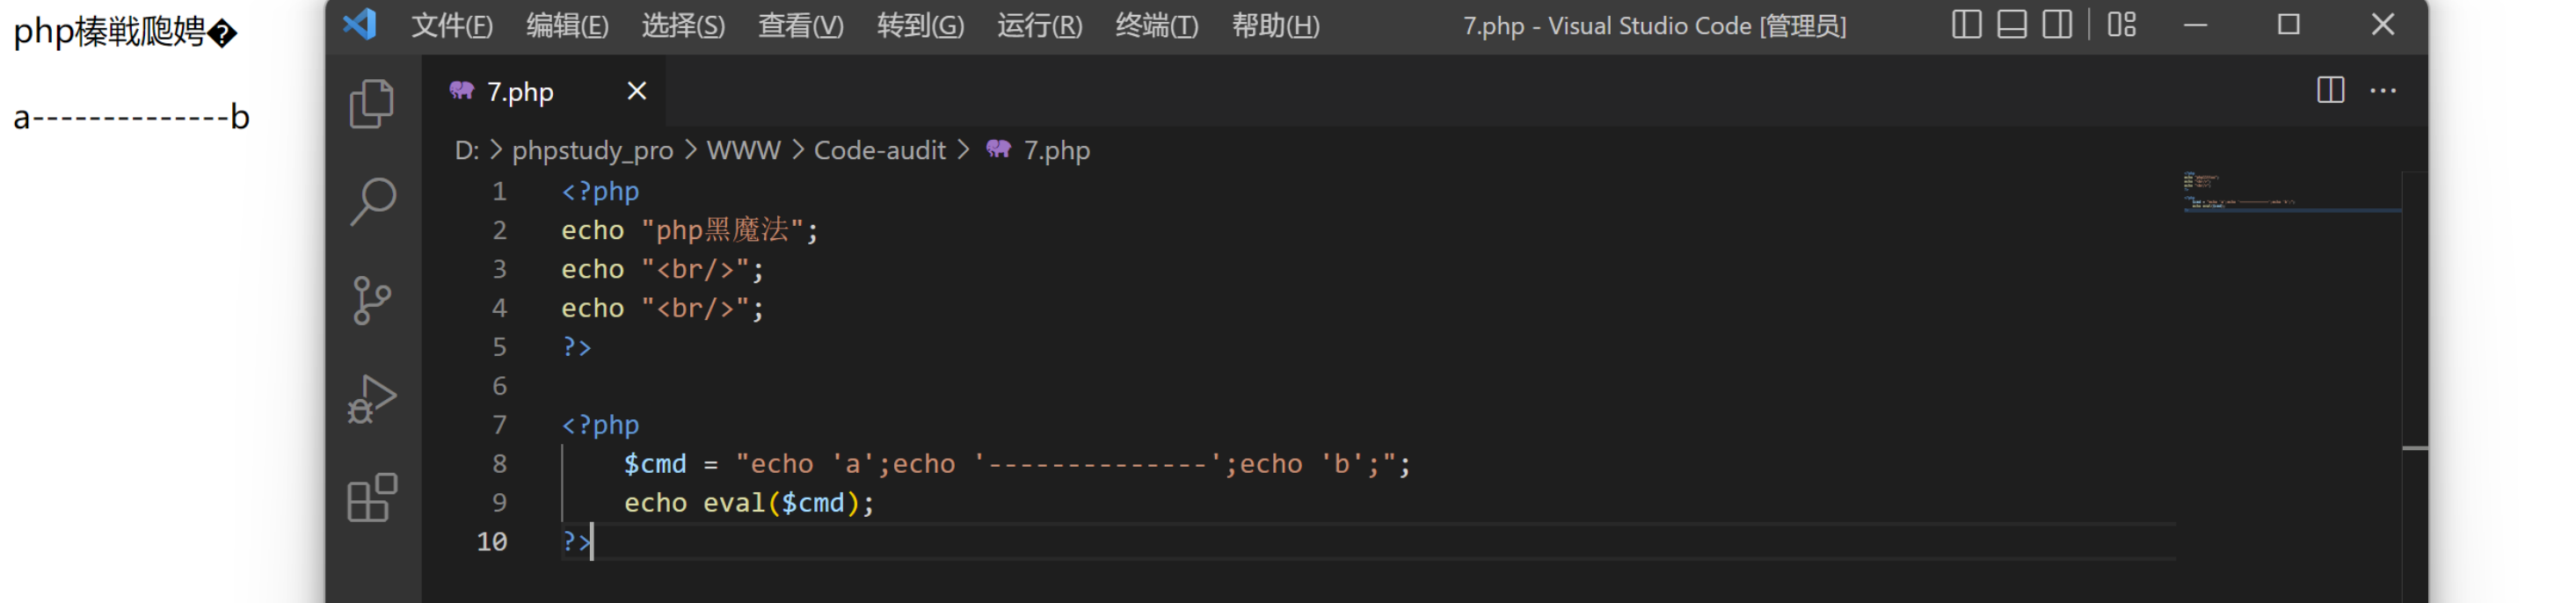 php榛戦瓟娉�
a--------------b
文件(F) 编辑(E) 选择(S) 查看(V) 转到(G) 运行(R) 终端(T) 帮助(H) 7.php - Visual Studio Code [管理员]
7.php
D: > phpstudy_pro > WWW > Code-audit > 7.php
1 <?php
2 echo "php黑魔法";
3 echo "<br/>";
4 echo "<br/>";
5 ?>
6
7 <?php
8 $cmd = "echo 'a';echo '--------------';echo 'b';";
9 echo eval($cmd);
10 ?>